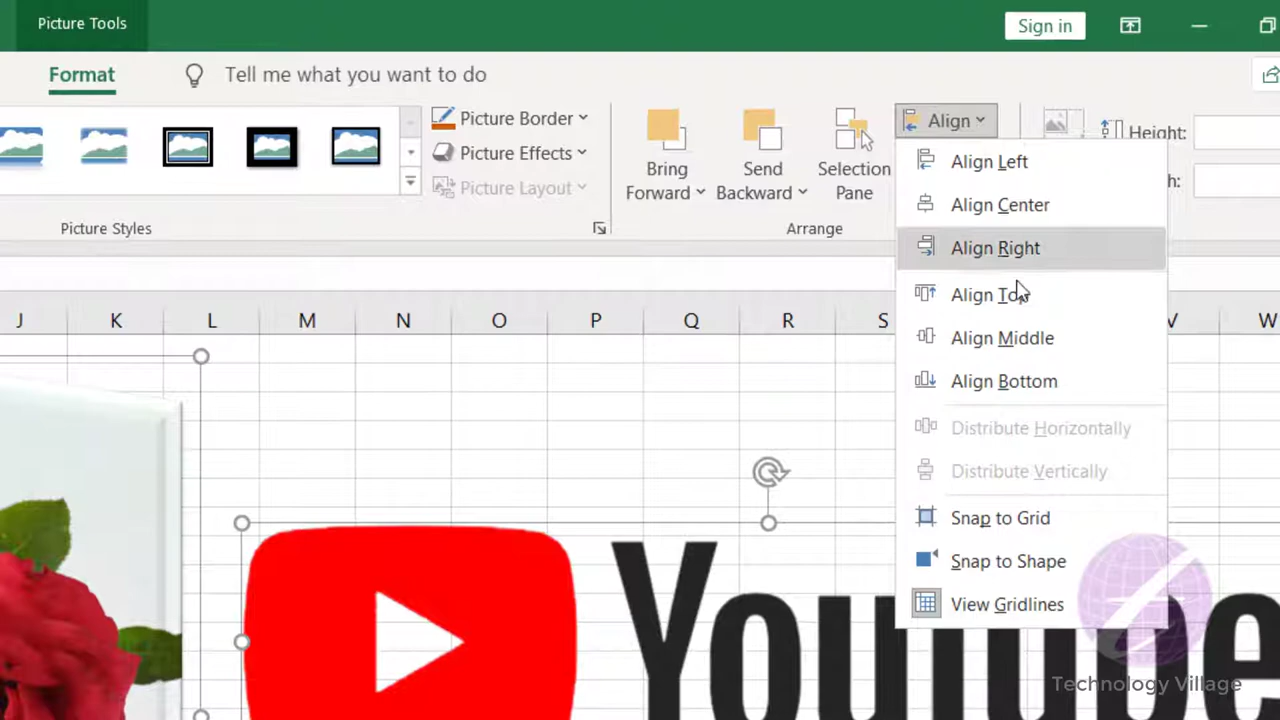 Picture Tools
Sign in
Format
Tell me what you want to do
Picture Border
Picture Effects
Picture Layout
Picture Styles
Bring
Forward
Send
Backward
Selection
Pane
Arrange
Align
Height:
h:
Align Left
Align Center
Align Right
Align To
Align Middle
Align Bottom
Distribute Horizontally
Distribute Vertically
Snap to Grid
Snap to Shape
View Gridlines
J K L M N O P Q R S V W
Youtube
Technology Village